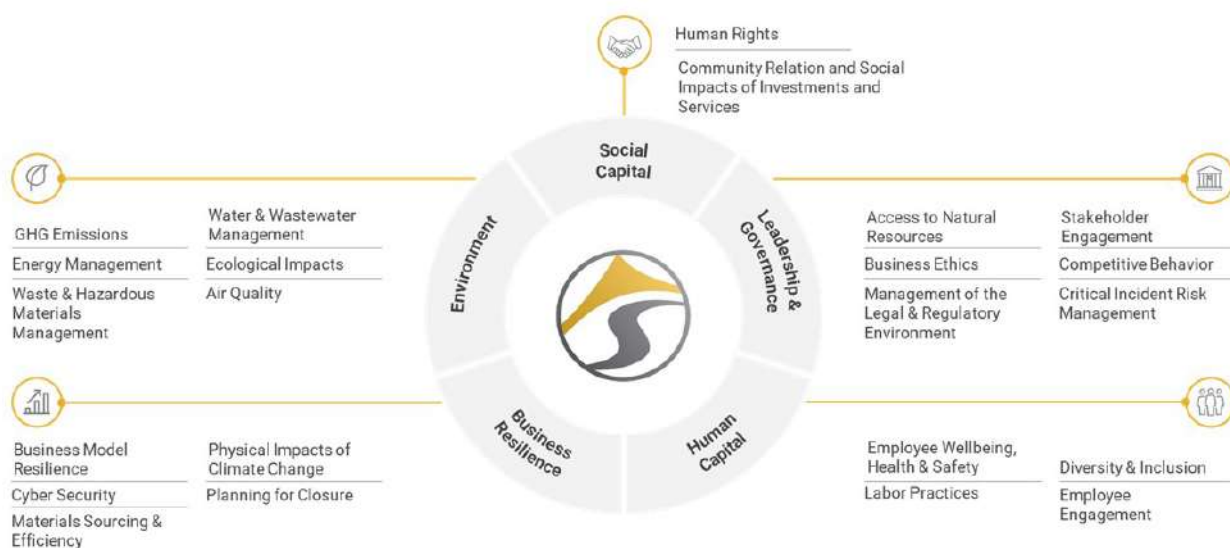 Human Rights
Community Relation and Social
Impacts of Investments and
Services
Social
Capital
Environment
Leadership &
Governance
Business
Resilience
Human
Capital
GHG Emissions
Energy Management
Waste & Hazardous
Materials
Management
Water & Wastewater
Management
Ecological Impacts
Air Quality
Access to Natural
Resources
Business Ethics
Management of the
Legal & Regulatory
Environment
Stakeholder
Engagement
Competitive Behavior
Critical Incident Risk
Management
Business Model
Resilience
Cyber Security
Materials Sourcing &
Efficiency
Physical Impacts of
Climate Change
Planning for Closure
Employee Wellbeing,
Health & Safety
Labor Practices
Diversity & Inclusion
Employee
Engagement